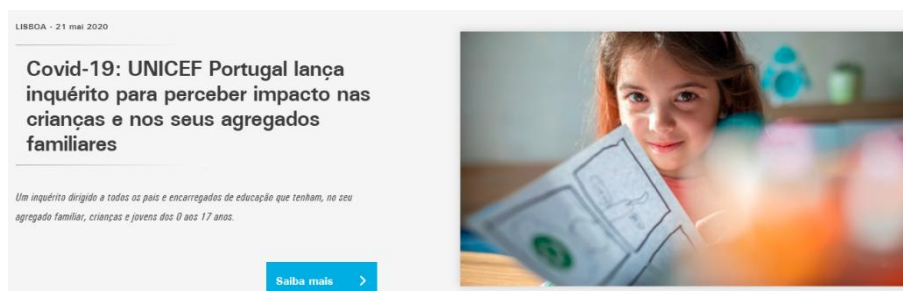 LISBOA - 21 mai 2020
Covid-19: UNICEF Portugal lança
inquérito para perceber impacto nas
crianças e nos seus agregados
familiares
Um inquérito dirigido a todos os pais e encarregados de educação que tenham, no seu
agregado familiar, crianças e jovens dos 0 aos 17 anos.
Saiba mais